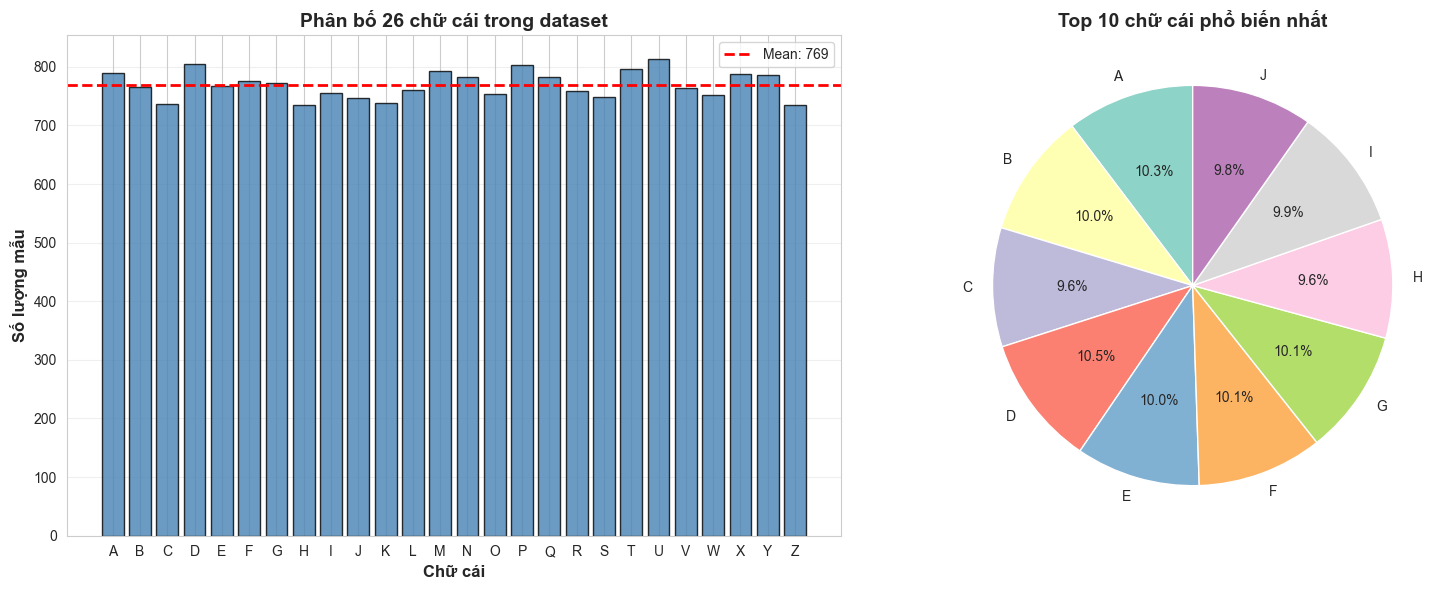 Phân bố 26 chữ cái trong dataset
Mean: 769
Số lượng mẫu
800
700
600
500
400
300
200
100
0
A B C D E F G H I J K L M N O P Q R S T U V W X Y Z
Chữ cái
Top 10 chữ cái phổ biến nhất
A
10.3%
B
10.0%
C
9.6%
D
10.5%
E
10.0%
F
10.1%
G
10.1%
H
9.6%
I
9.9%
J
9.8%